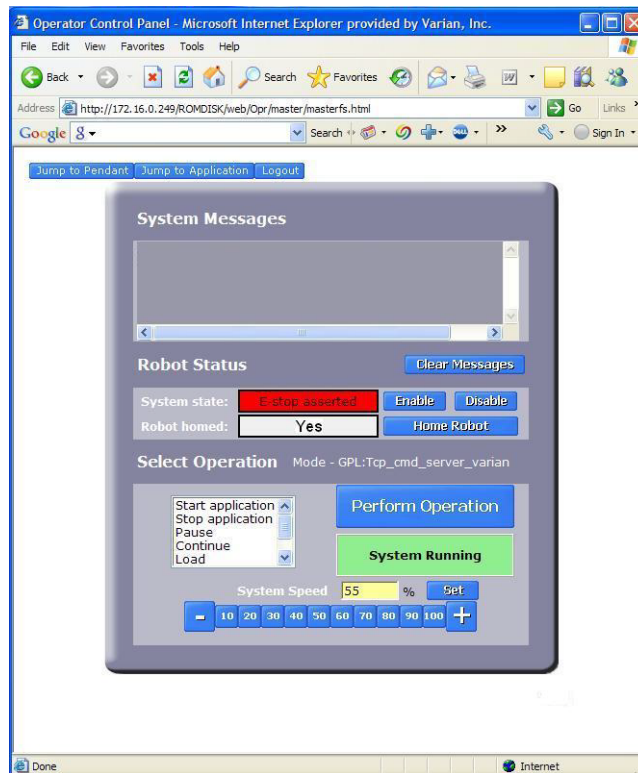 Operator Control Panel - Microsoft Internet Explorer provided by Varian, Inc.
File Edit View Favorites Tools Help
Back Search Favorites
Address http://172.16.0.249/ROMDISK/web/Opr/master/masterfs.html Go Links »
Google Search » Sign In
Jump to Pendant Jump to Application Logout
System Messages
Robot Status Clear Messages
System state: E-stop asserted Enable Disable
Robot homed: Yes Home Robot
Select Operation Mode - GPL:Tcp_cmd_server_varian
Start application
Stop application
Pause
Continue
Load
Perform Operation
System Running
System Speed 55 % Set
- 10 20 30 40 50 60 70 80 90 100 +
Done Internet